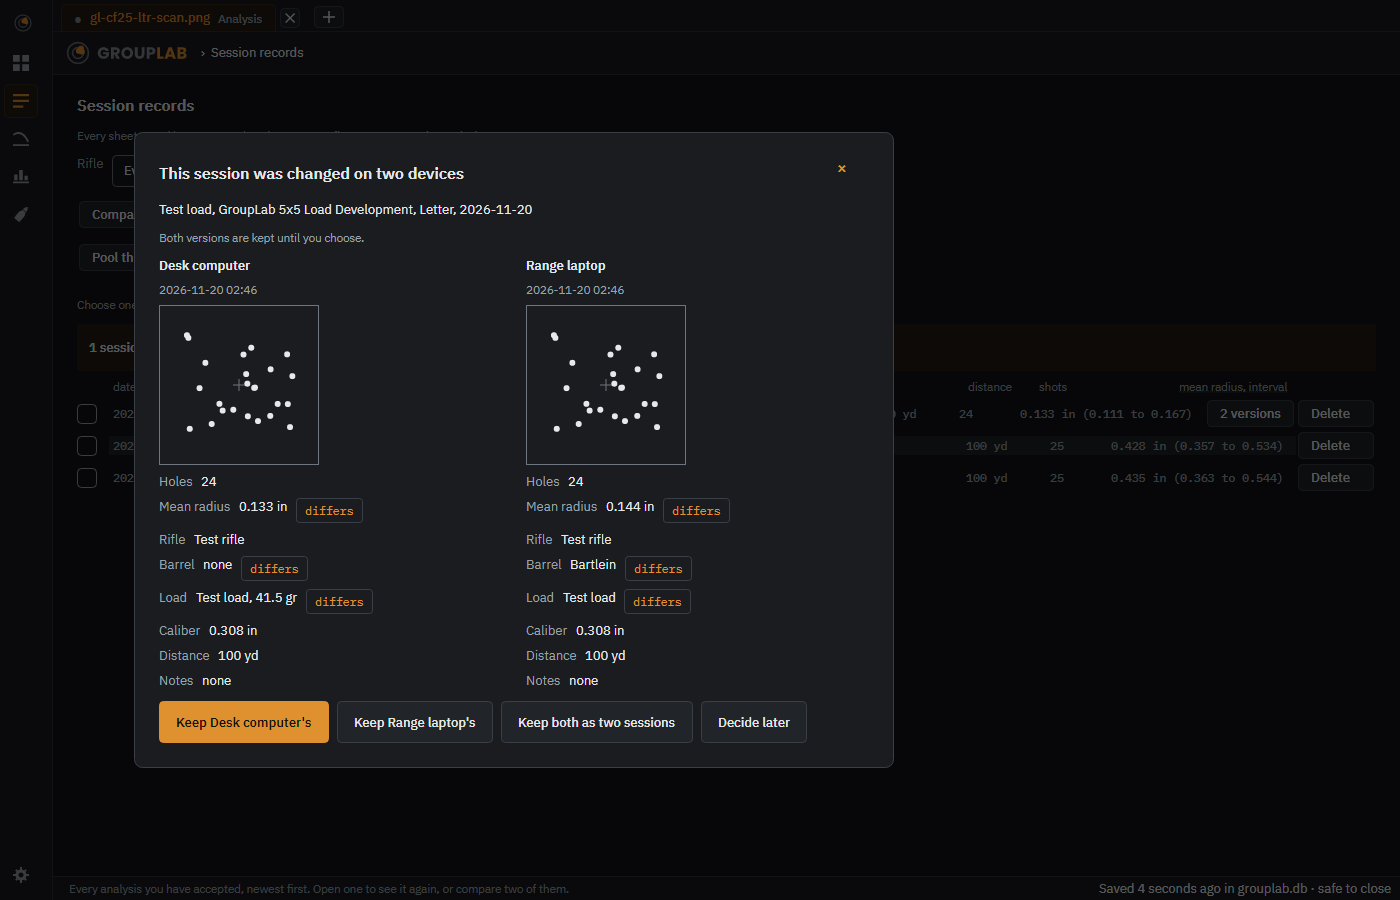 gl-cf25-ltr-scan.png Analysis
GROUPLAB › Session records
Session records
Every sheet
Rifle
Compa
Pool th
Choose one
1 sessio
date distance shots mean radius, interval
202 yd 24 0.133 in (0.111 to 0.167) 2 versions Delete
202 100 yd 25 0.428 in (0.357 to 0.534) Delete
202 100 yd 25 0.435 in (0.363 to 0.544) Delete
This session was changed on two devices
Test load, GroupLab 5x5 Load Development, Letter, 2026-11-20
Both versions are kept until you choose.
Desk computer
2026-11-20 02:46
Holes 24
Mean radius 0.133 in differs
Rifle Test rifle
Barrel none differs
Load Test load, 41.5 gr differs
Caliber 0.308 in
Distance 100 yd
Notes none
Range laptop
2026-11-20 02:46
Holes 24
Mean radius 0.144 in differs
Rifle Test rifle
Barrel Bartlein differs
Load Test load differs
Caliber 0.308 in
Distance 100 yd
Notes none
Keep Desk computer's Keep Range laptop's Keep both as two sessions Decide later
Every analysis you have accepted, newest first. Open one to see it again, or compare two of them.
Saved 4 seconds ago in grouplab.db · safe to close